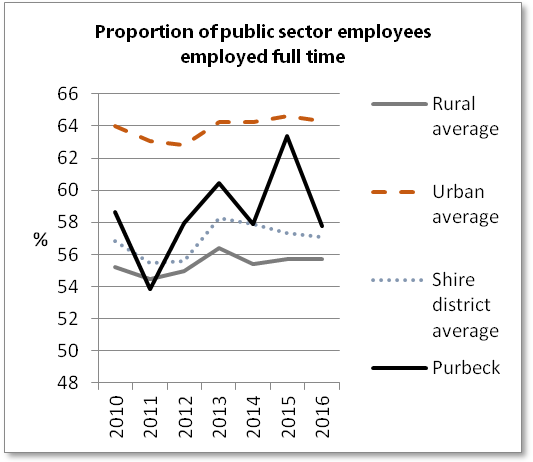 Proportion of public sector employees
employed full time
66
64
62
60
58
56
54
52
50
48
%
2010
2011
2012
2013
2014
2015
2016
Rural
average
Urban
average
Shire
district
average
Purbeck